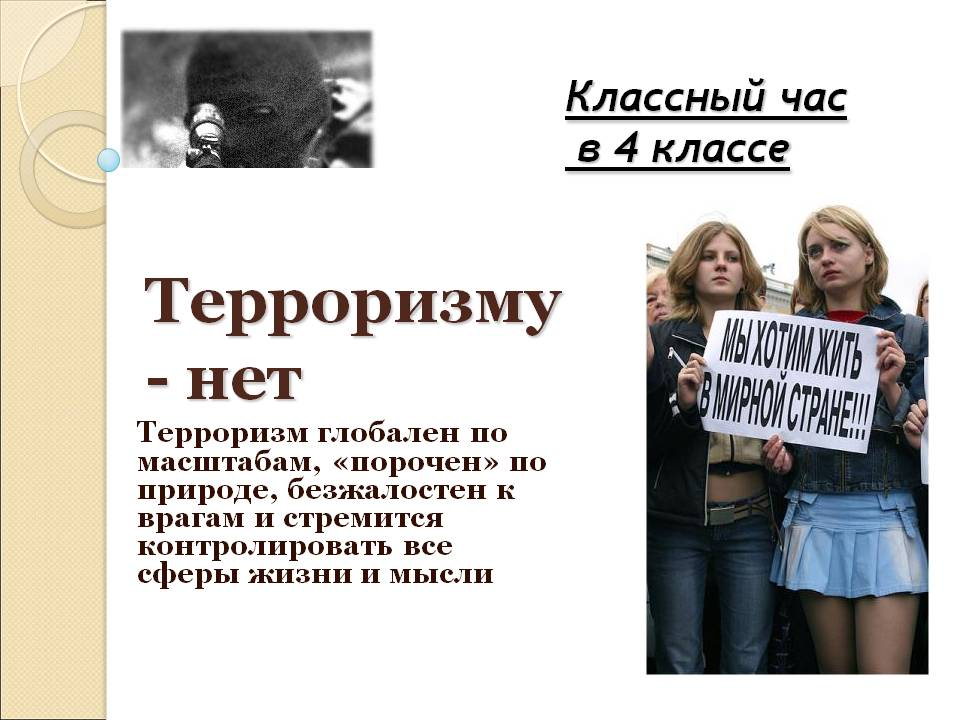 Классный час
в 4 классе
Терроризму
- нет
Терроризм глобален по
масштабам, «порочен» по
природе, безжалостен к
врагам и стремится
контролировать все
сферы жизни и мысли
МЫ ХОТИМ ЖИТЬ
В МИРНОЙ СТРАНЕ!!!